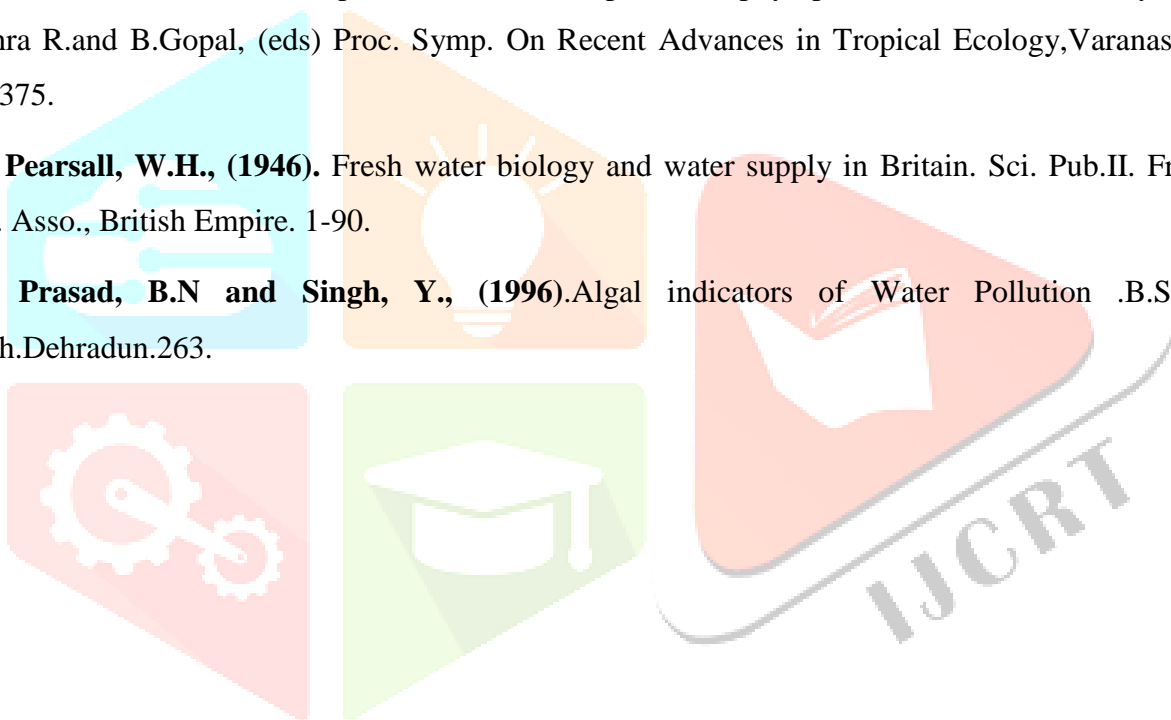 nra R.and B.Gopal, (eds) Proc. Symp. On Recent Advances in Tropical Ecology,Varanas
375.
Pearsall, W.H., (1946). Fresh water biology and water supply in Britain. Sci. Pub.II. Fr
. Asso., British Empire. 1-90.
Prasad, B.N and Singh, Y., (1996).Algal indicators of Water Pollution .B.S
h.Dehradun.263.
IJCRT